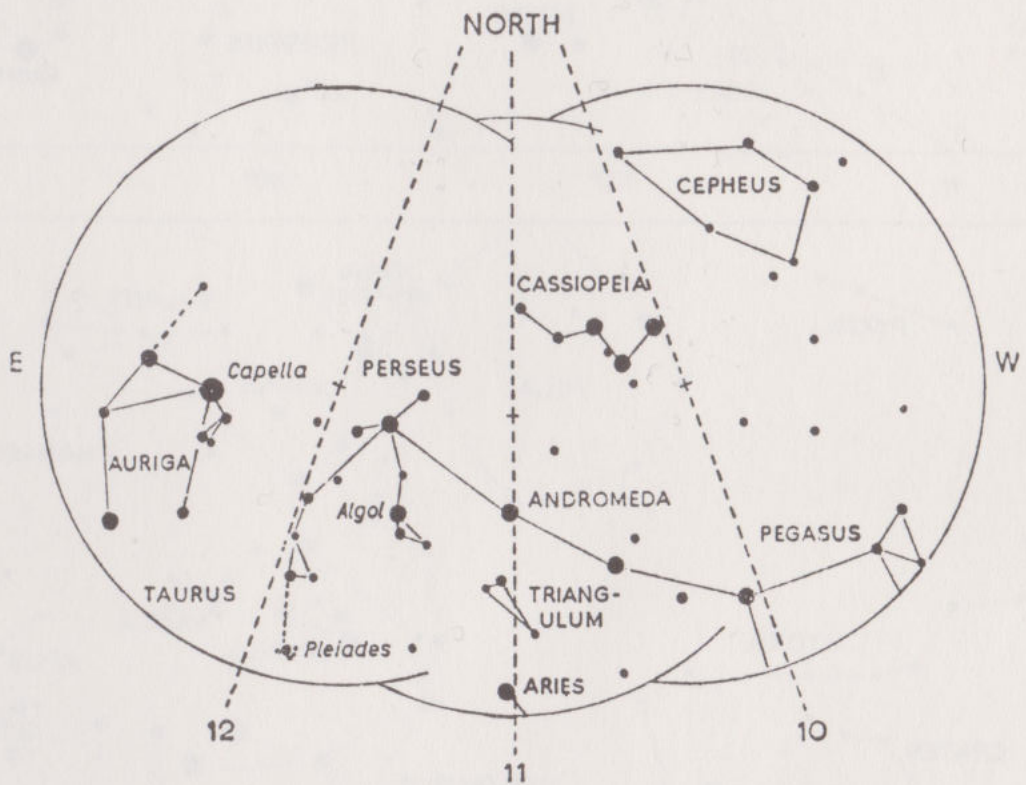 NORTH
CEPHEUS
CASSIOPEIA
E
W
Capella
PERSEUS
AURIGA
Algol
ANDROMEDA
PEGASUS
TAURUS
TRIANG-
ULUM
Pleiades
ARIES
12
10
11